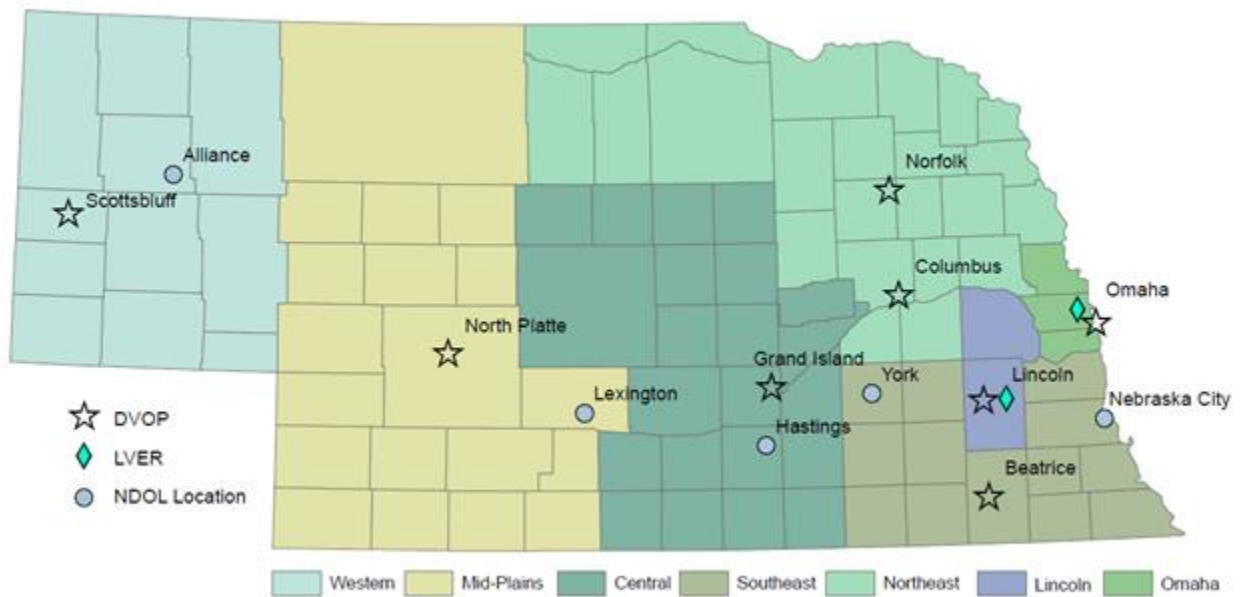 Alliance
Scottsbluff
Norfolk
Columbus
Omaha
North Platte
Grand Island
York
Lincoln
Lexington
Nebraska City
Hastings
Beatrice
DVOP
LVER
NDOL Location
Western Mid-Plains Central Southeast Northeast Lincoln Omaha